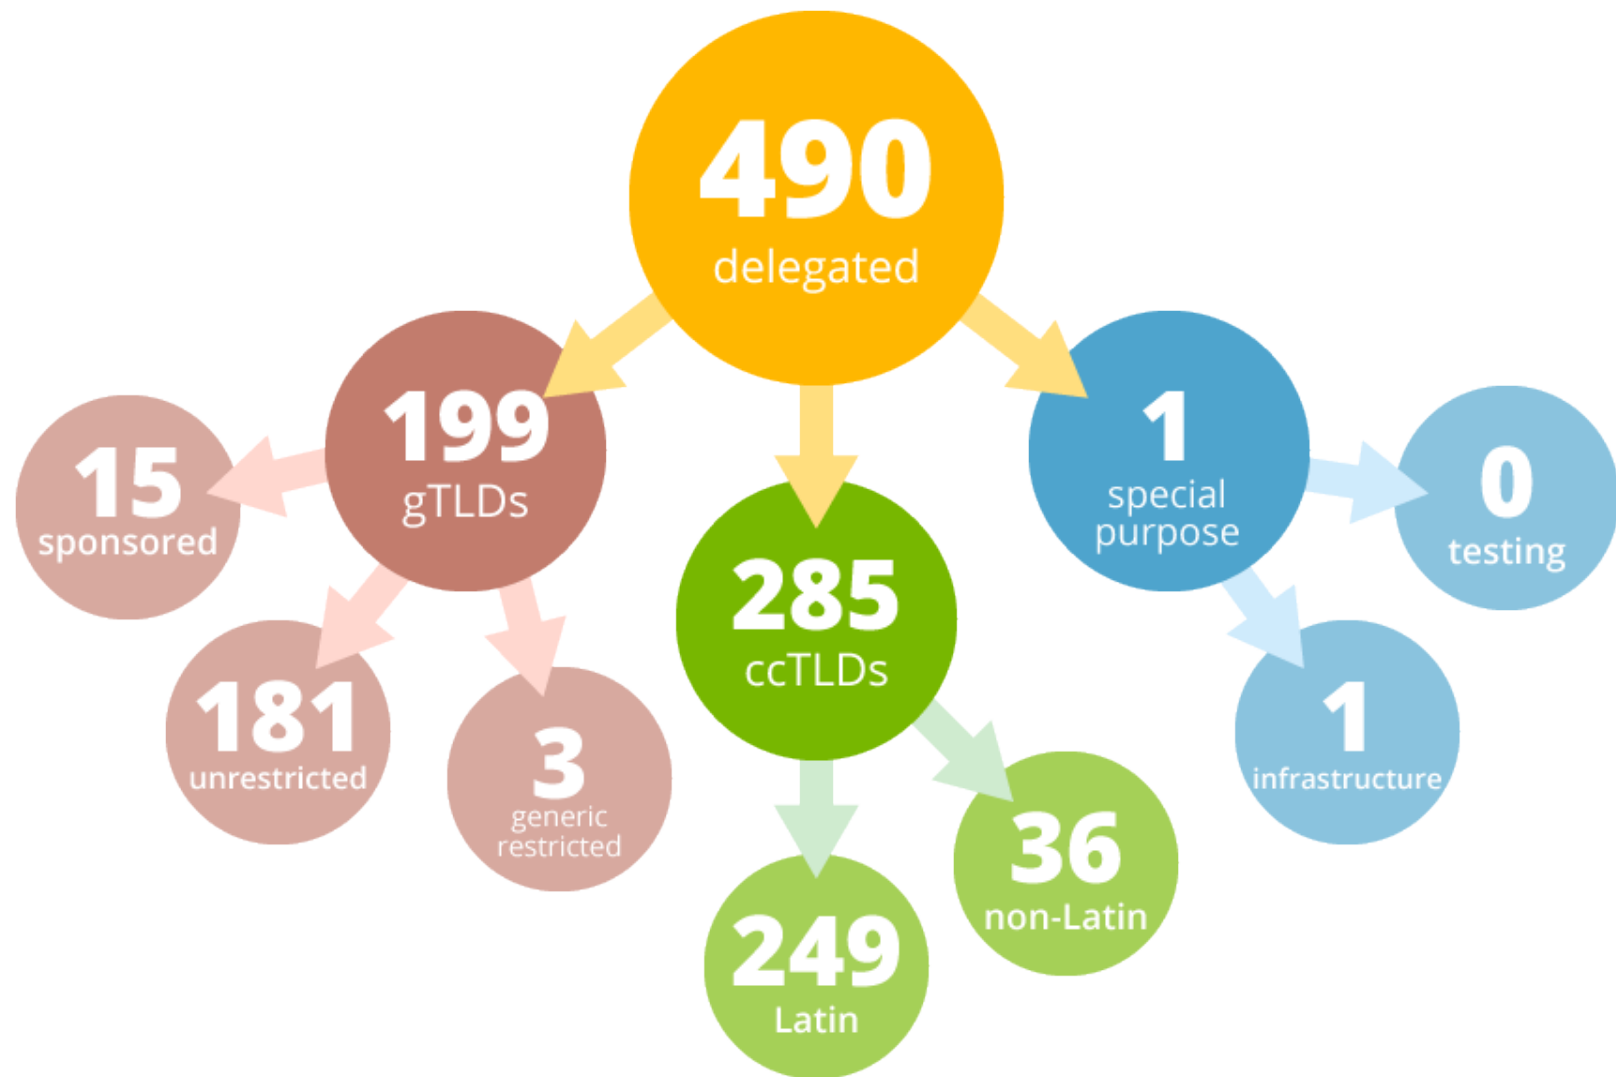 490
delegated
199
gTLDs
1
special
purpose
15
sponsored
0
testing
285
ccTLDs
181
unrestricted
3
generic
restricted
1
infrastructure
36
non-Latin
249
Latin